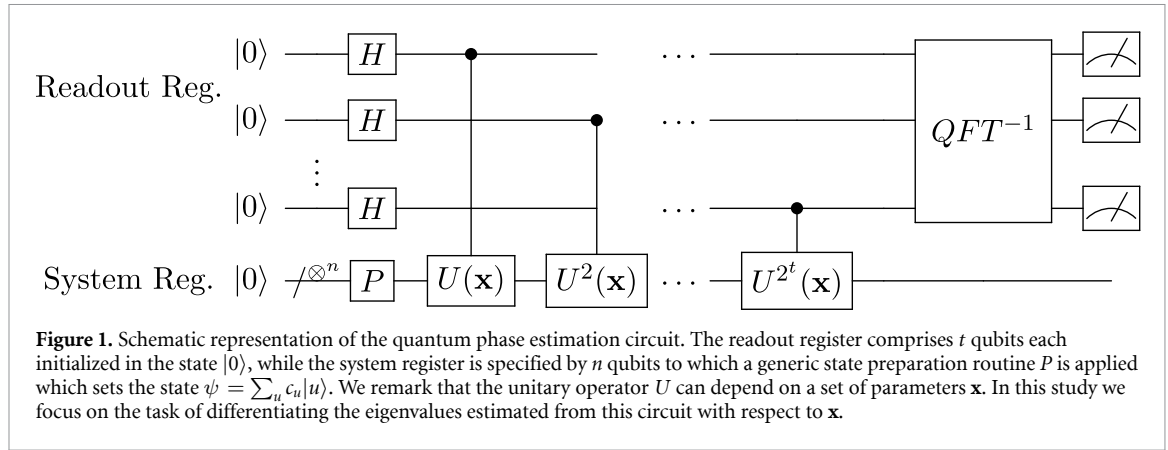 |0⟩ H ... 
Readout Reg.
|0⟩ H ... QFT⁻¹
⋮
|0⟩ H ...
System Reg. |0⟩ ⊗n P U(x) U²(x) ... U^{2^t}(x)
Figure 1. Schematic representation of the quantum phase estimation circuit. The readout register comprises t qubits each
initialized in the state |0⟩, while the system register is specified by n qubits to which a generic state preparation routine P is applied
which sets the state ψ = ∑_u c_u|u⟩. We remark that the unitary operator U can depend on a set of parameters x. In this study we
focus on the task of differentiating the eigenvalues estimated from this circuit with respect to x.